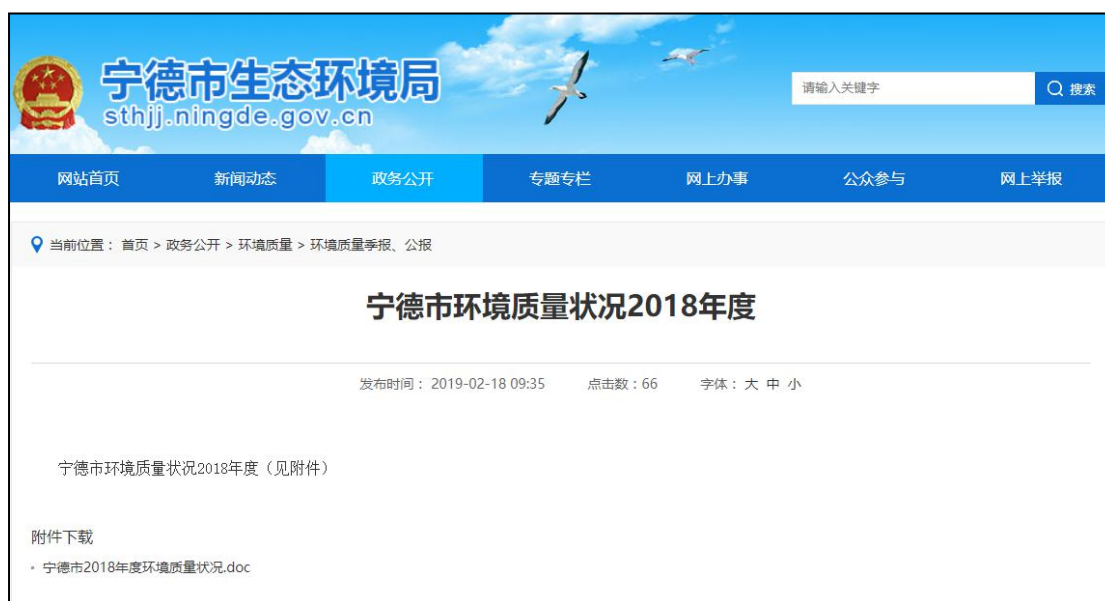 宁德市生态环境局
sthjj.ningde.gov.cn
请输入关键字 搜索
网站首页 新闻动态 政务公开 专题专栏 网上办事 公众参与 网上举报
当前位置： 首页 > 政务公开 > 环境质量 > 环境质量季报、公报
宁德市环境质量状况2018年度
发布时间： 2019-02-18 09:35 点击数：66 字体： 大 中 小
宁德市环境质量状况2018年度（见附件）
附件下载
· 宁德市2018年度环境质量状况.doc